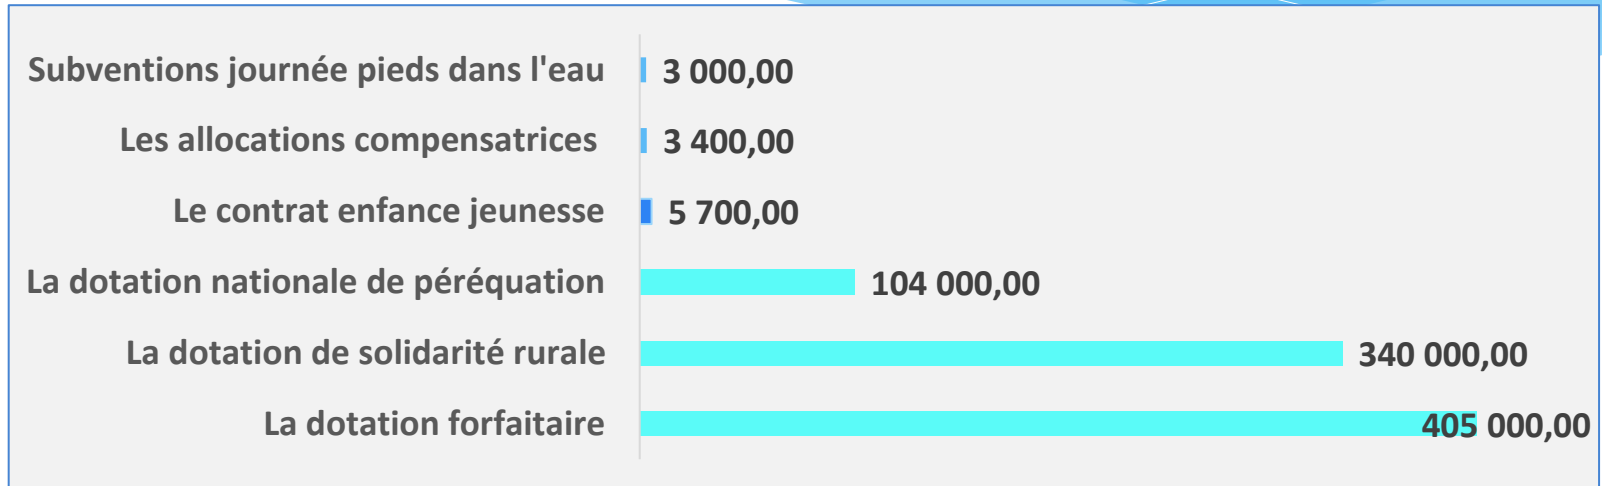 Subventions journée pieds dans l'eau 3 000,00
Les allocations compensatrices 3 400,00
Le contrat enfance jeunesse 5 700,00
La dotation nationale de péréquation 104 000,00
La dotation de solidarité rurale 340 000,00
La dotation forfaitaire 405 000,00